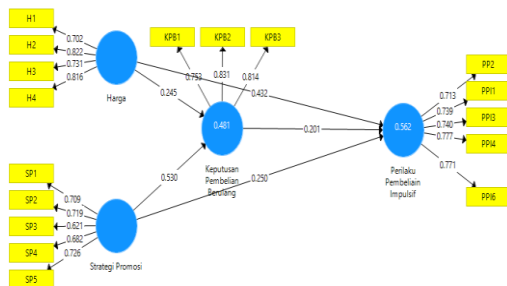 H1
H2
H3
H4
0.702
0.822
0.731
0.816
Harga
KPB1
KPB2
KPB3
0.753
0.831
0.814
0.245
0.432
0.481
Keputusan
Pembelian
Berulang
0.201
0.530
0.250
0.562
Perilaku
Pembeliain
Impulsif
PP2
PPI1
PPI3
PPI4
PPI6
0.713
0.739
0.740
0.777
0.771
SP1
SP2
SP3
SP4
SP5
0.709
0.719
0.621
0.682
0.726
Strategi Promosi